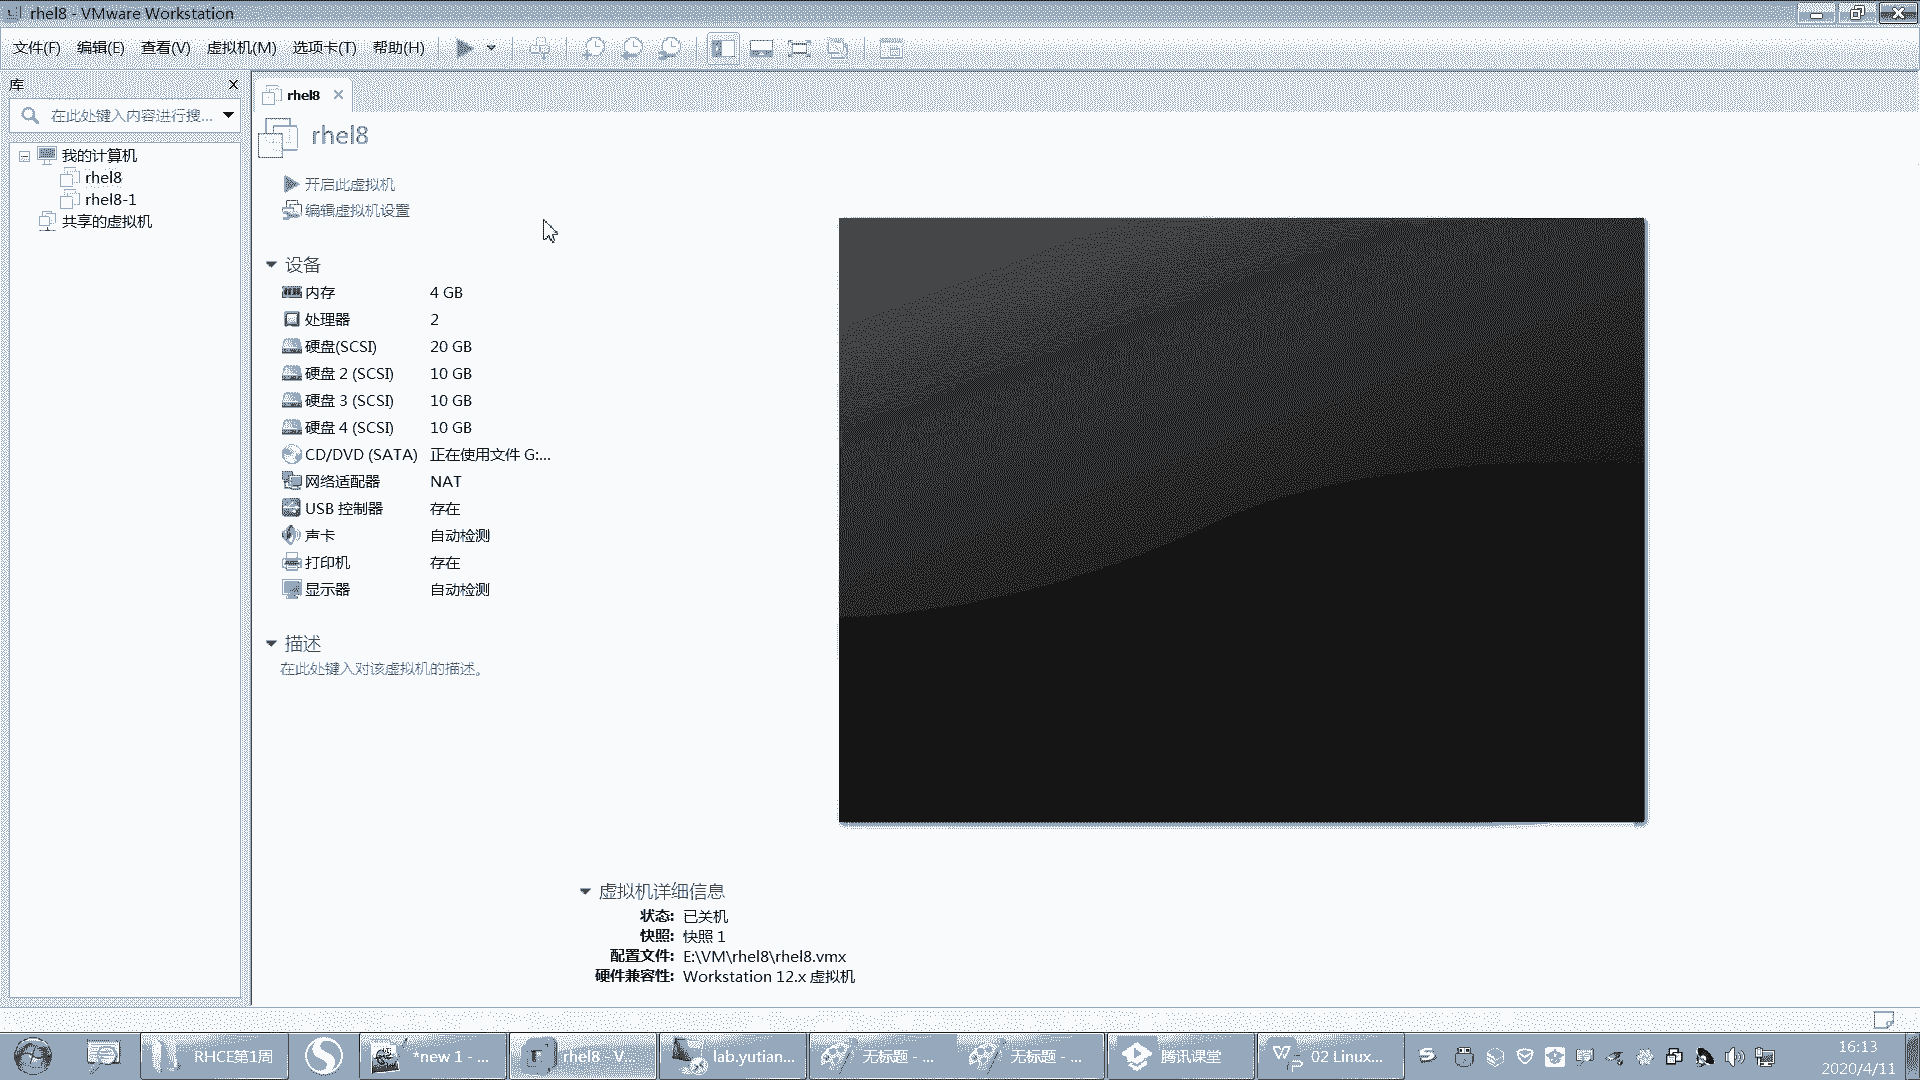 rhel8 - VMware Workstation
文件(F) 编辑(E) 查看(V) 虚拟机(M) 选项卡(T) 帮助(H)
库
在此处键入内容进行搜...
我的计算机
rhel8
rhel8-1
共享的虚拟机
rhel8
rhel8
开启此虚拟机
编辑虚拟机设置
设备
内存 4 GB
处理器 2
硬盘(SCSI) 20 GB
硬盘 2 (SCSI) 10 GB
硬盘 3 (SCSI) 10 GB
硬盘 4 (SCSI) 10 GB
CD/DVD (SATA) 正在使用文件 G:...
网络适配器 NAT
USB 控制器 存在
声卡 自动检测
打印机 存在
显示器 自动检测
描述
在此处键入对该虚拟机的描述。
虚拟机详细信息
状态: 已关机
快照: 快照 1
配置文件: E:\VM\rhel8\rhel8.vmx
硬件兼容性: Workstation 12.x 虚拟机
RHCE第1周 *new 1 - ... rhel8 - V... lab.yutian... 无标题 - ... 无标题 - ... 腾讯课堂 02 Linux...
16:13
2020/4/11